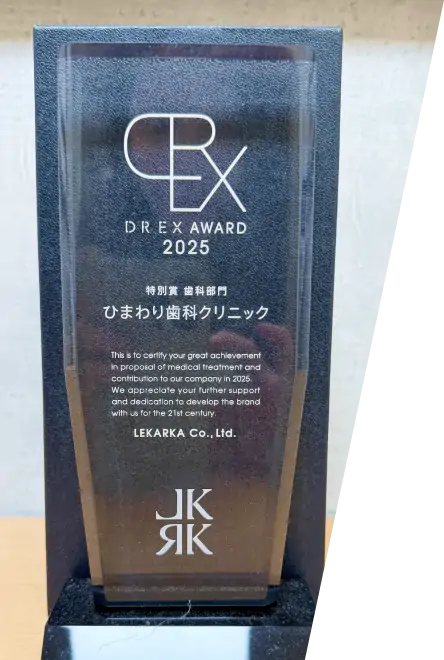 DREX
DREX AWARD
2025
特別賞 歯科部門
ひまわり歯科クリニック
This is to certify your great achievement
in proposal of medical treatment and
contribution to our company in 2025.
We appreciate your further support
and dedication to develop the brand
with us for the 21st century.
LEKARKA Co., Ltd.
LK
RK